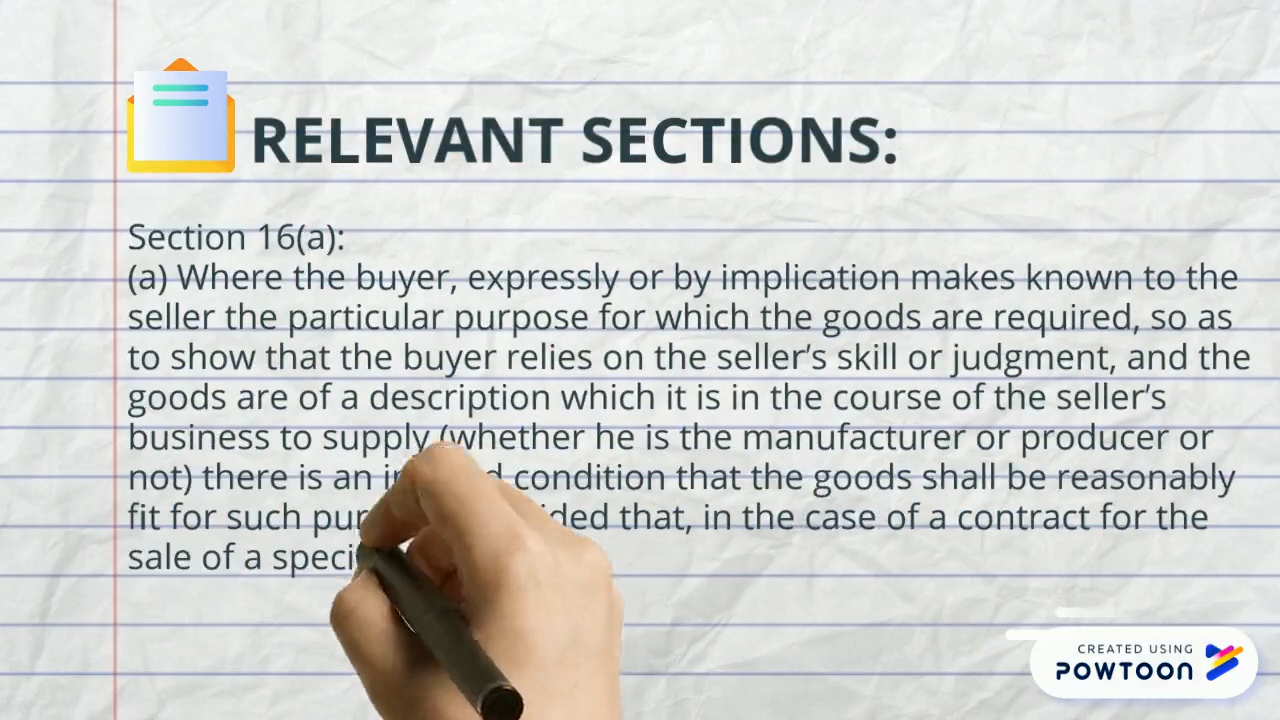 RELEVANT SECTIONS:
Section 16(a):
(a) Where the buyer, expressly or by implication makes known to the
seller the particular purpose for which the goods are required, so as
to show that the buyer relies on the seller’s skill or judgment, and the
goods are of a description which it is in the course of the seller’s
business to supply (whether he is the manufacturer or producer or
not) there is an condition that the goods shall be reasonably
fit for such that, in the case of a contract for the
sale of a
CREATED USING
POWTOON